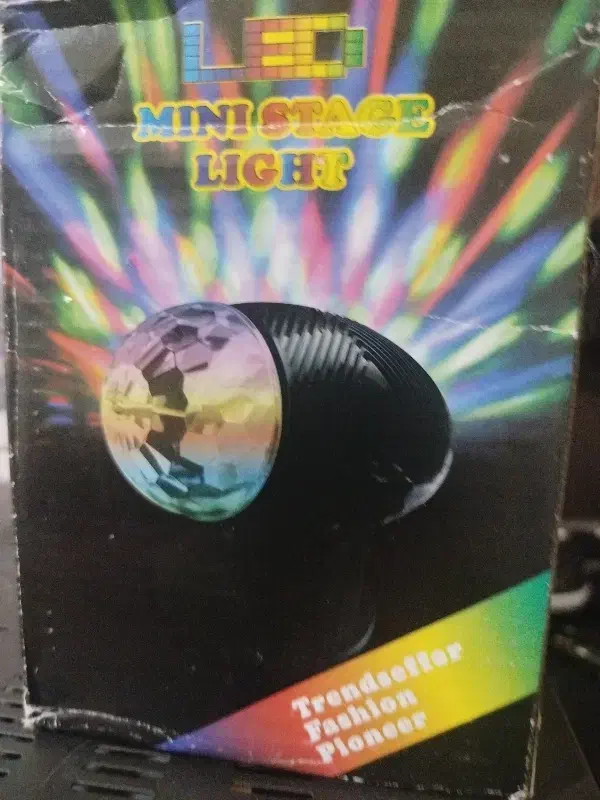 LED
MINI STAGE
LIGHT
Trendsetter
Fashion
Pioneer